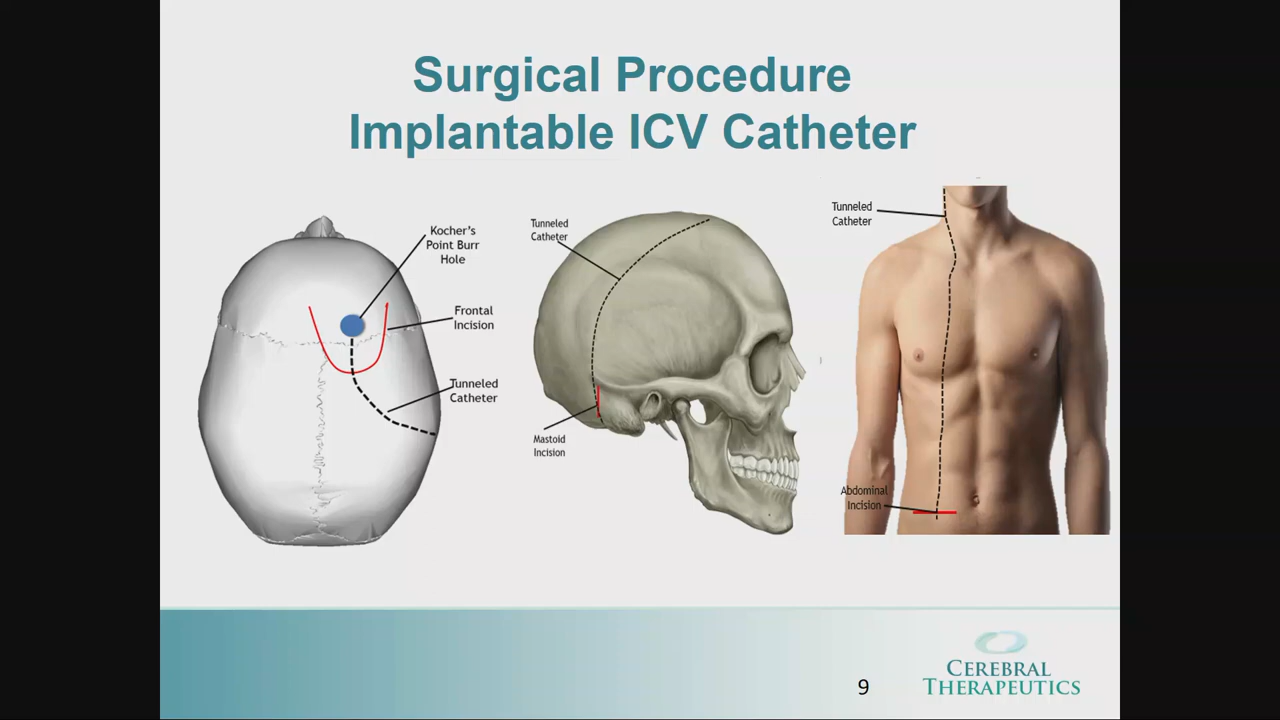 Surgical Procedure
Implantable ICV Catheter
Kocher's
Point Burr
Hole
Frontal
Incision
Tunneled
Catheter
Tunneled
Catheter
Mastoid
Incision
Tunneled
Catheter
Abdominal
Incision
9
CEREBRAL
THERAPEUTICS